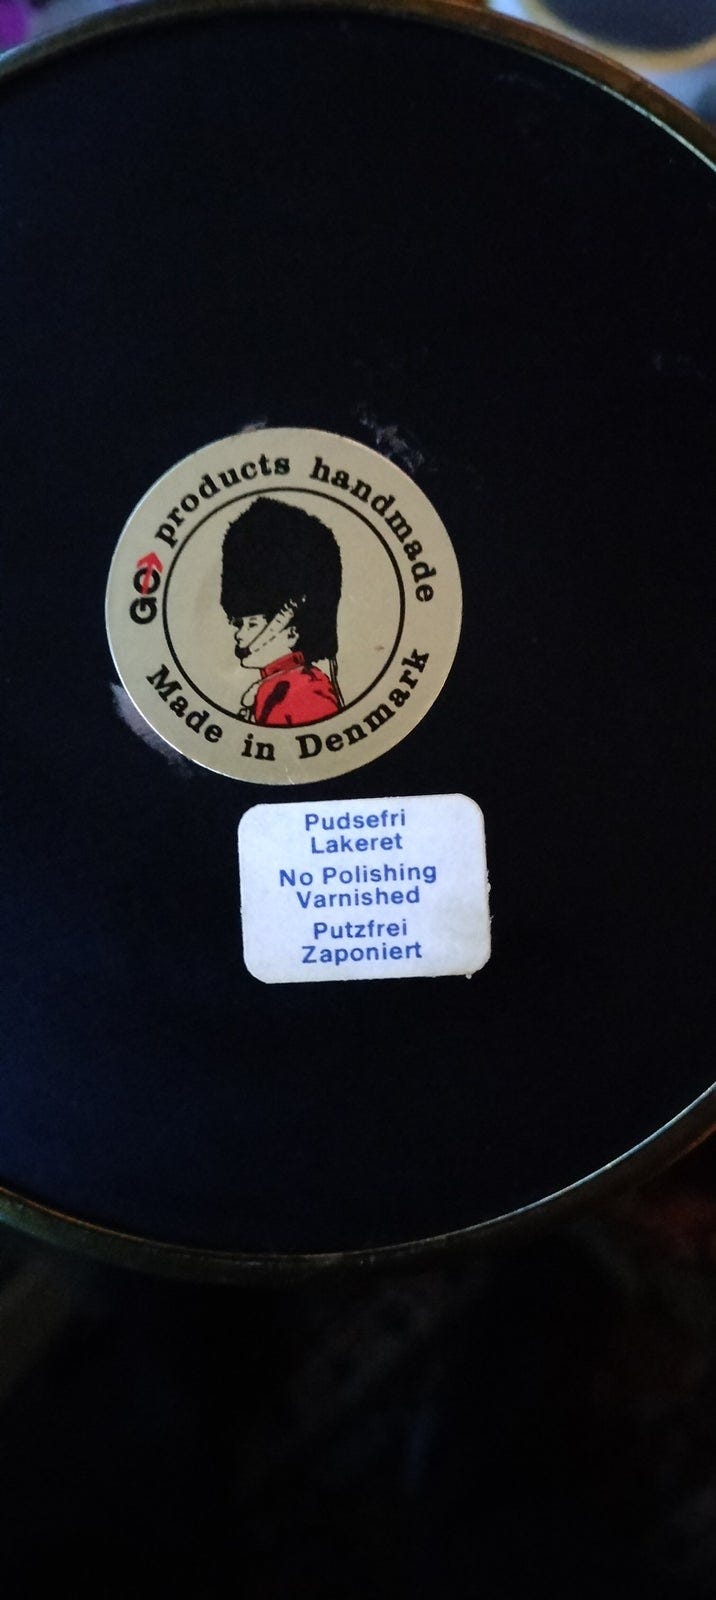 GO products handmade
Made in Denmark
Pudsefri
Lakeret
No Polishing
Varnished
Putzfrei
Zaponiert